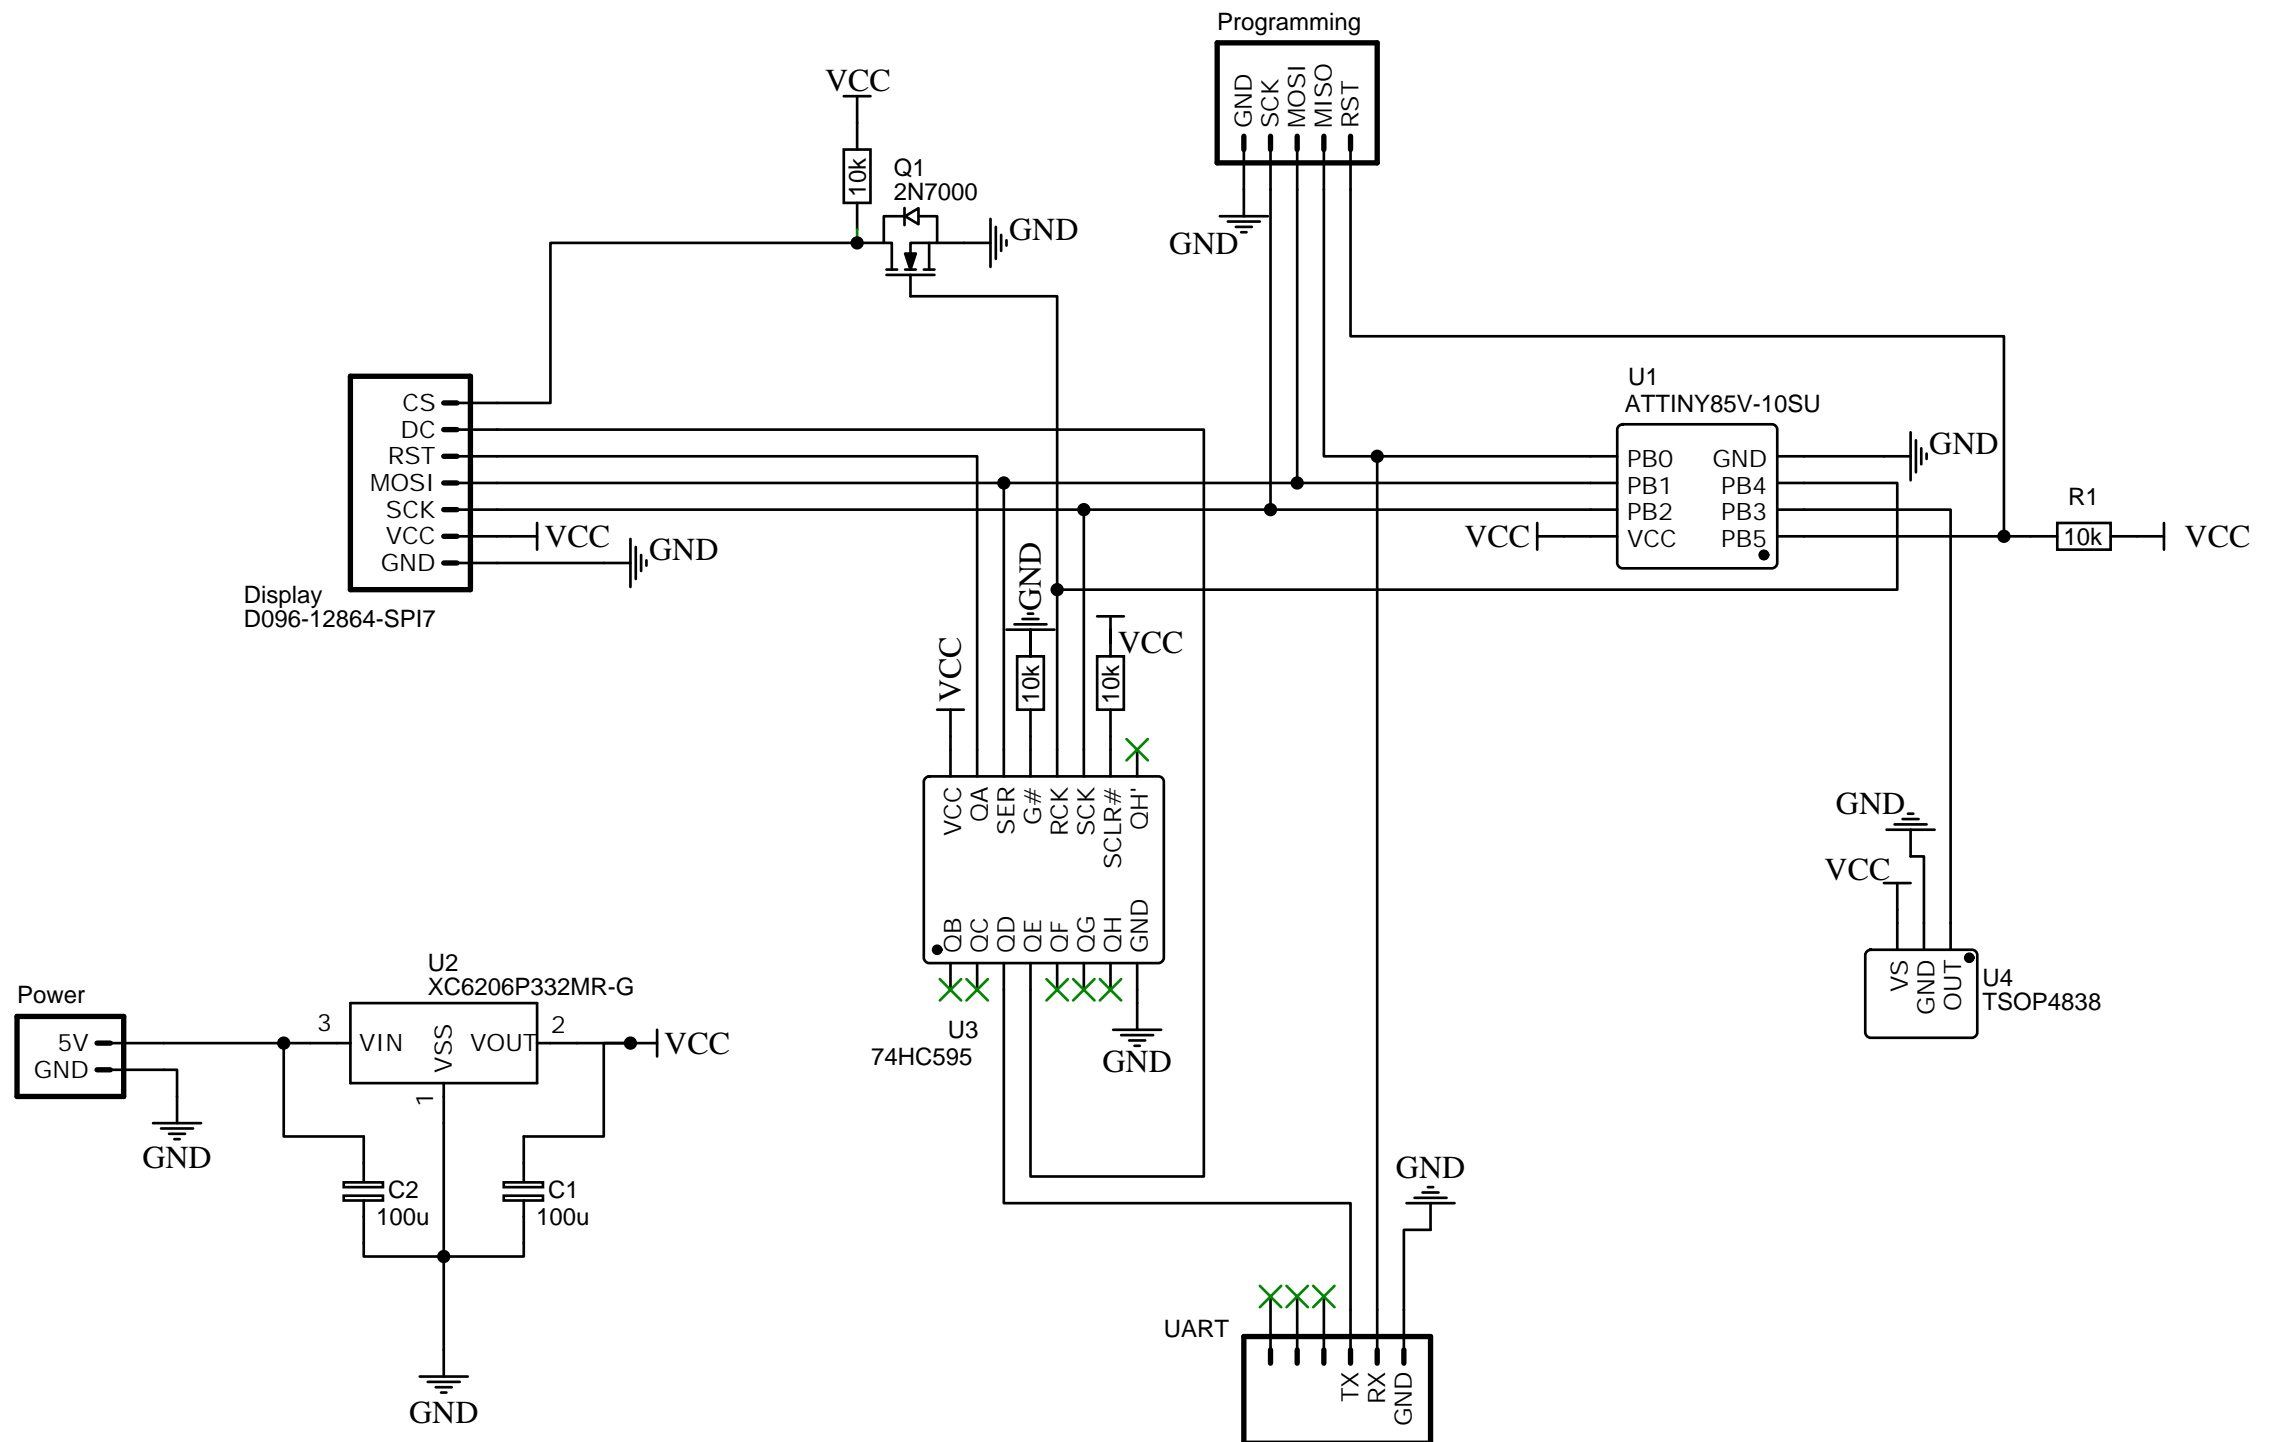 Programming
GND
SCK
MOSI
MISO
RST
GND
VCC
10k
Q1
2N7000
GND
U1
ATTINY85V-10SU
PB0
PB1
PB2
VCC
GND
PB4
PB3
PB5
GND
VCC
R1
10k
VCC
CS
DC
RST
MOSI
SCK
VCC
GND
VCC
GND
Display
D096-12864-SPI7
VCC
GND
10k
VCC
10k
VCC
QA
SER
G#
RCK
SCK
SCLR#
QH'
QB
QC
QD
QE
QF
QG
QH
GND
U3
74HC595
GND
GND
VCC
VS
GND
OUT
U4
TSOP4838
Power
5V
GND
GND
U2
XC6206P332MR-G
3
VIN
VSS
VOUT
2
1
VCC
C2
100u
C1
100u
GND
GND
UART
TX
RX
GND